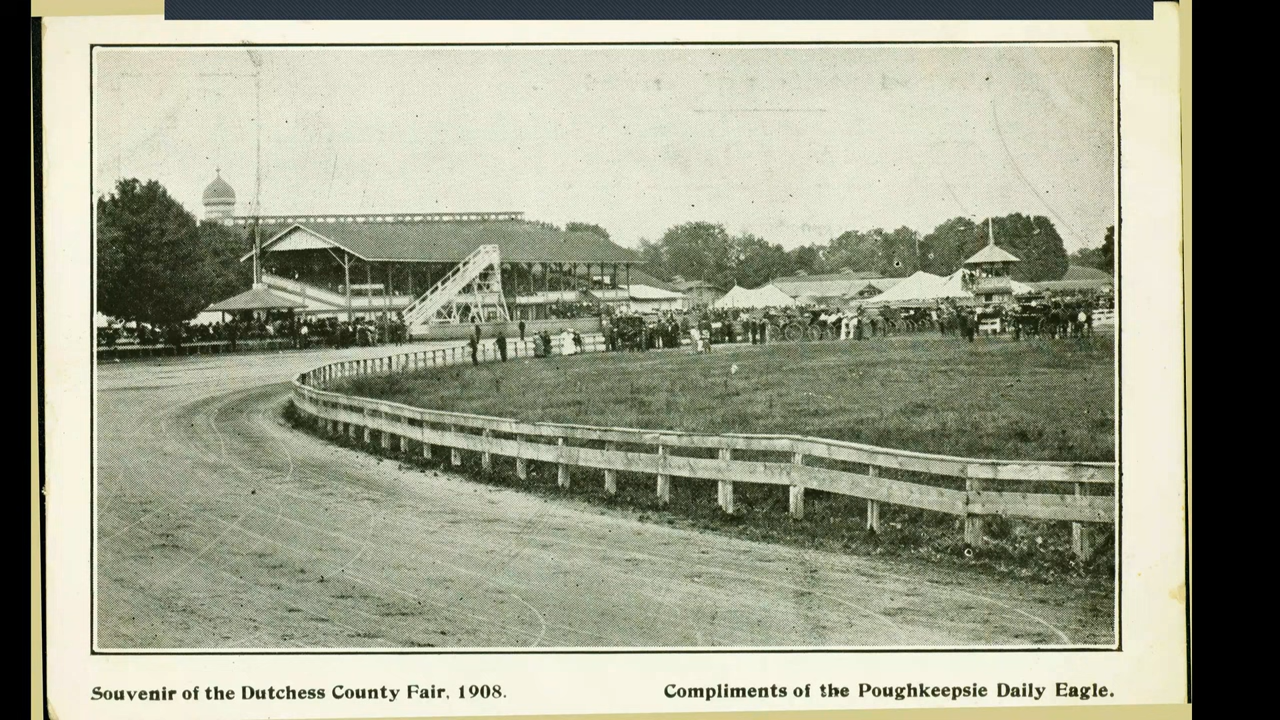 Souvenir of the Dutchess County Fair, 1908.
Compliments of the Poughkeepsie Daily Eagle.